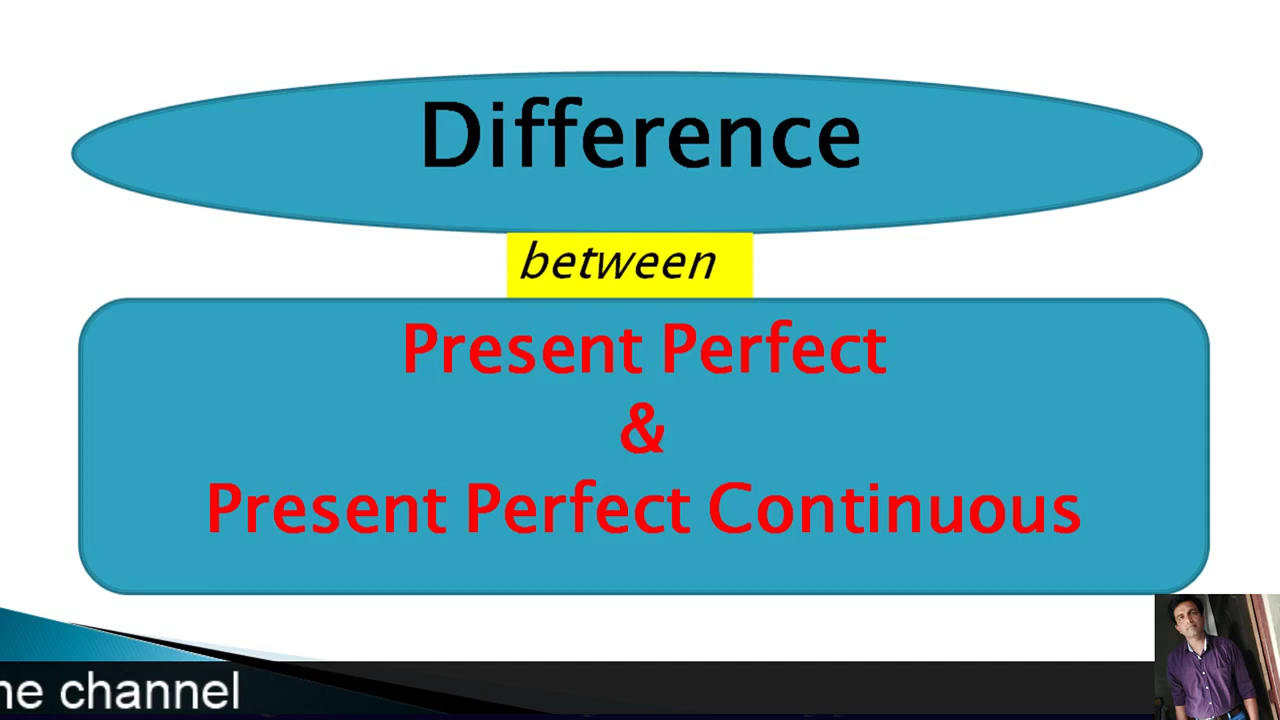 Difference
between
Present Perfect
&
Present Perfect Continuous
he channel